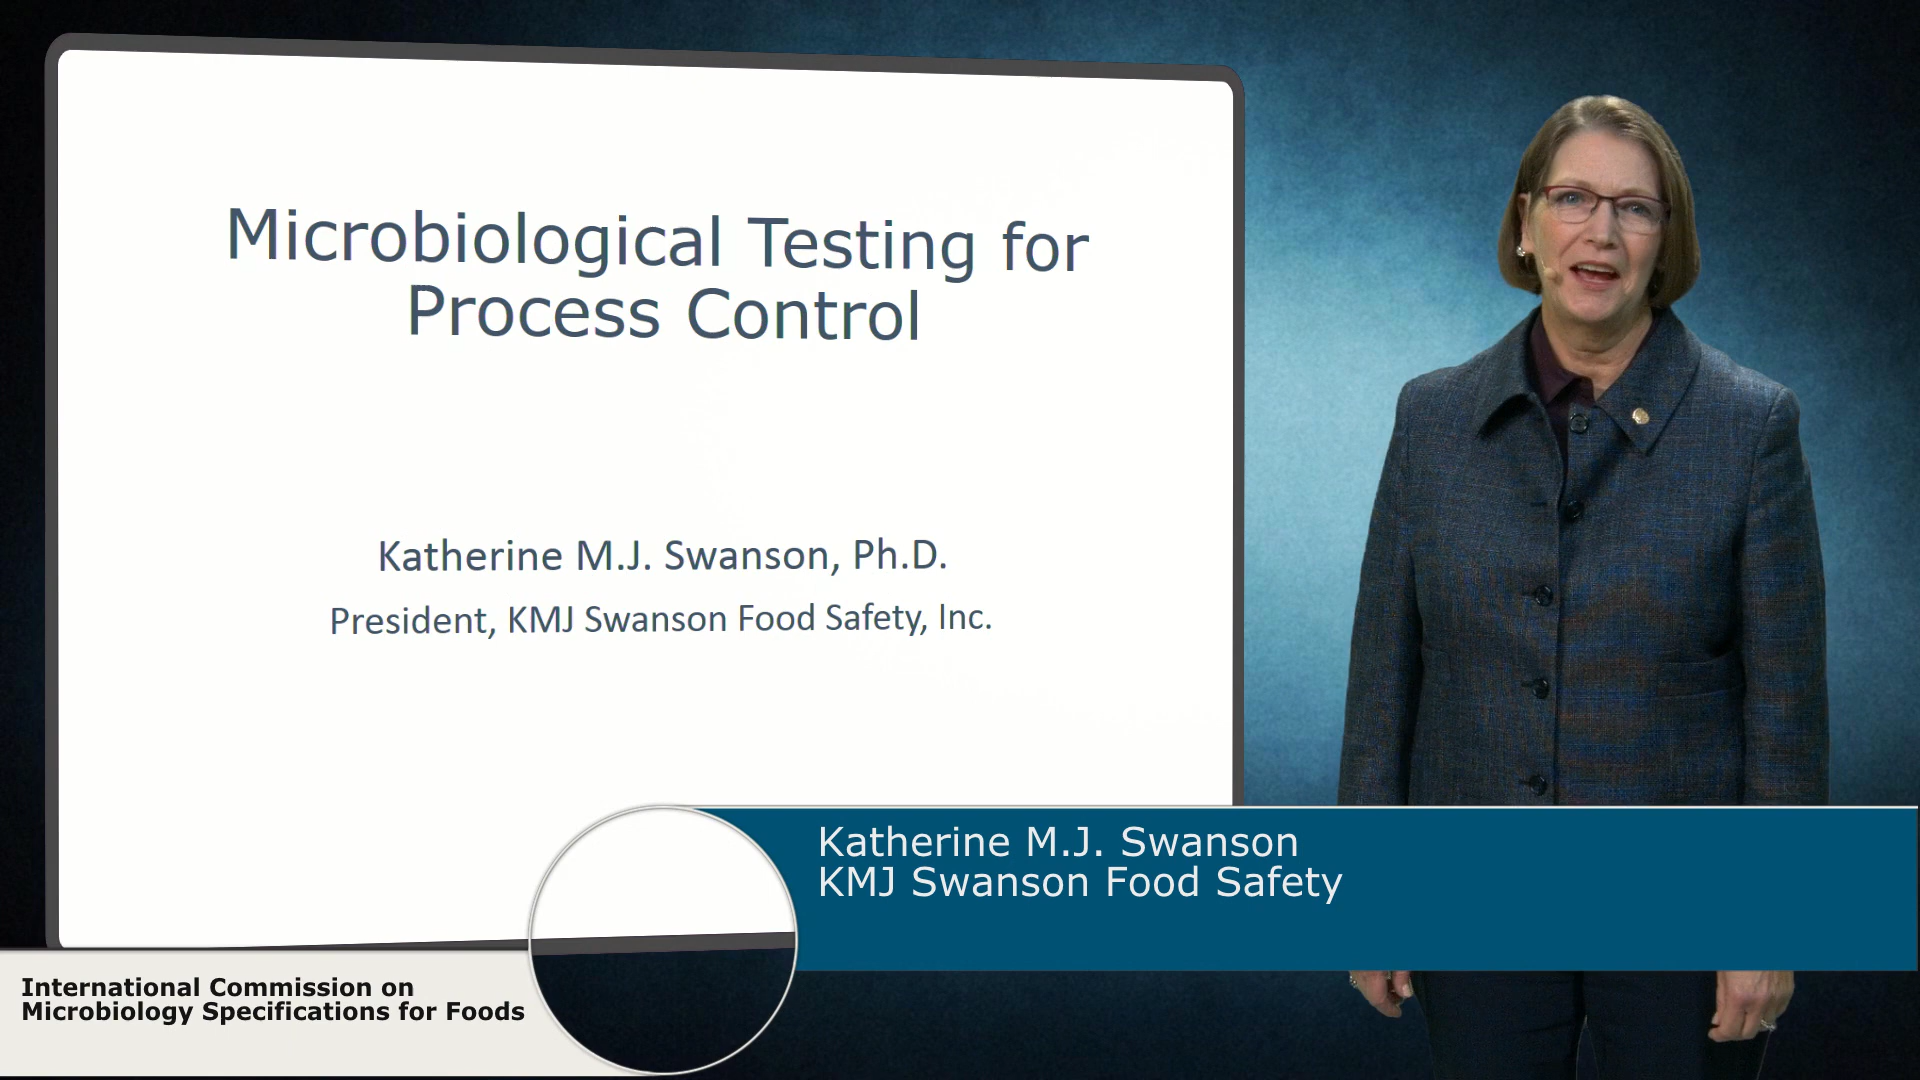 Microbiological Testing for
Process Control
Katherine M.J. Swanson, Ph.D.
President, KMJ Swanson Food Safety, Inc.
Katherine M.J. Swanson
KMJ Swanson Food Safety
International Commission on
Microbiology Specifications for Foods